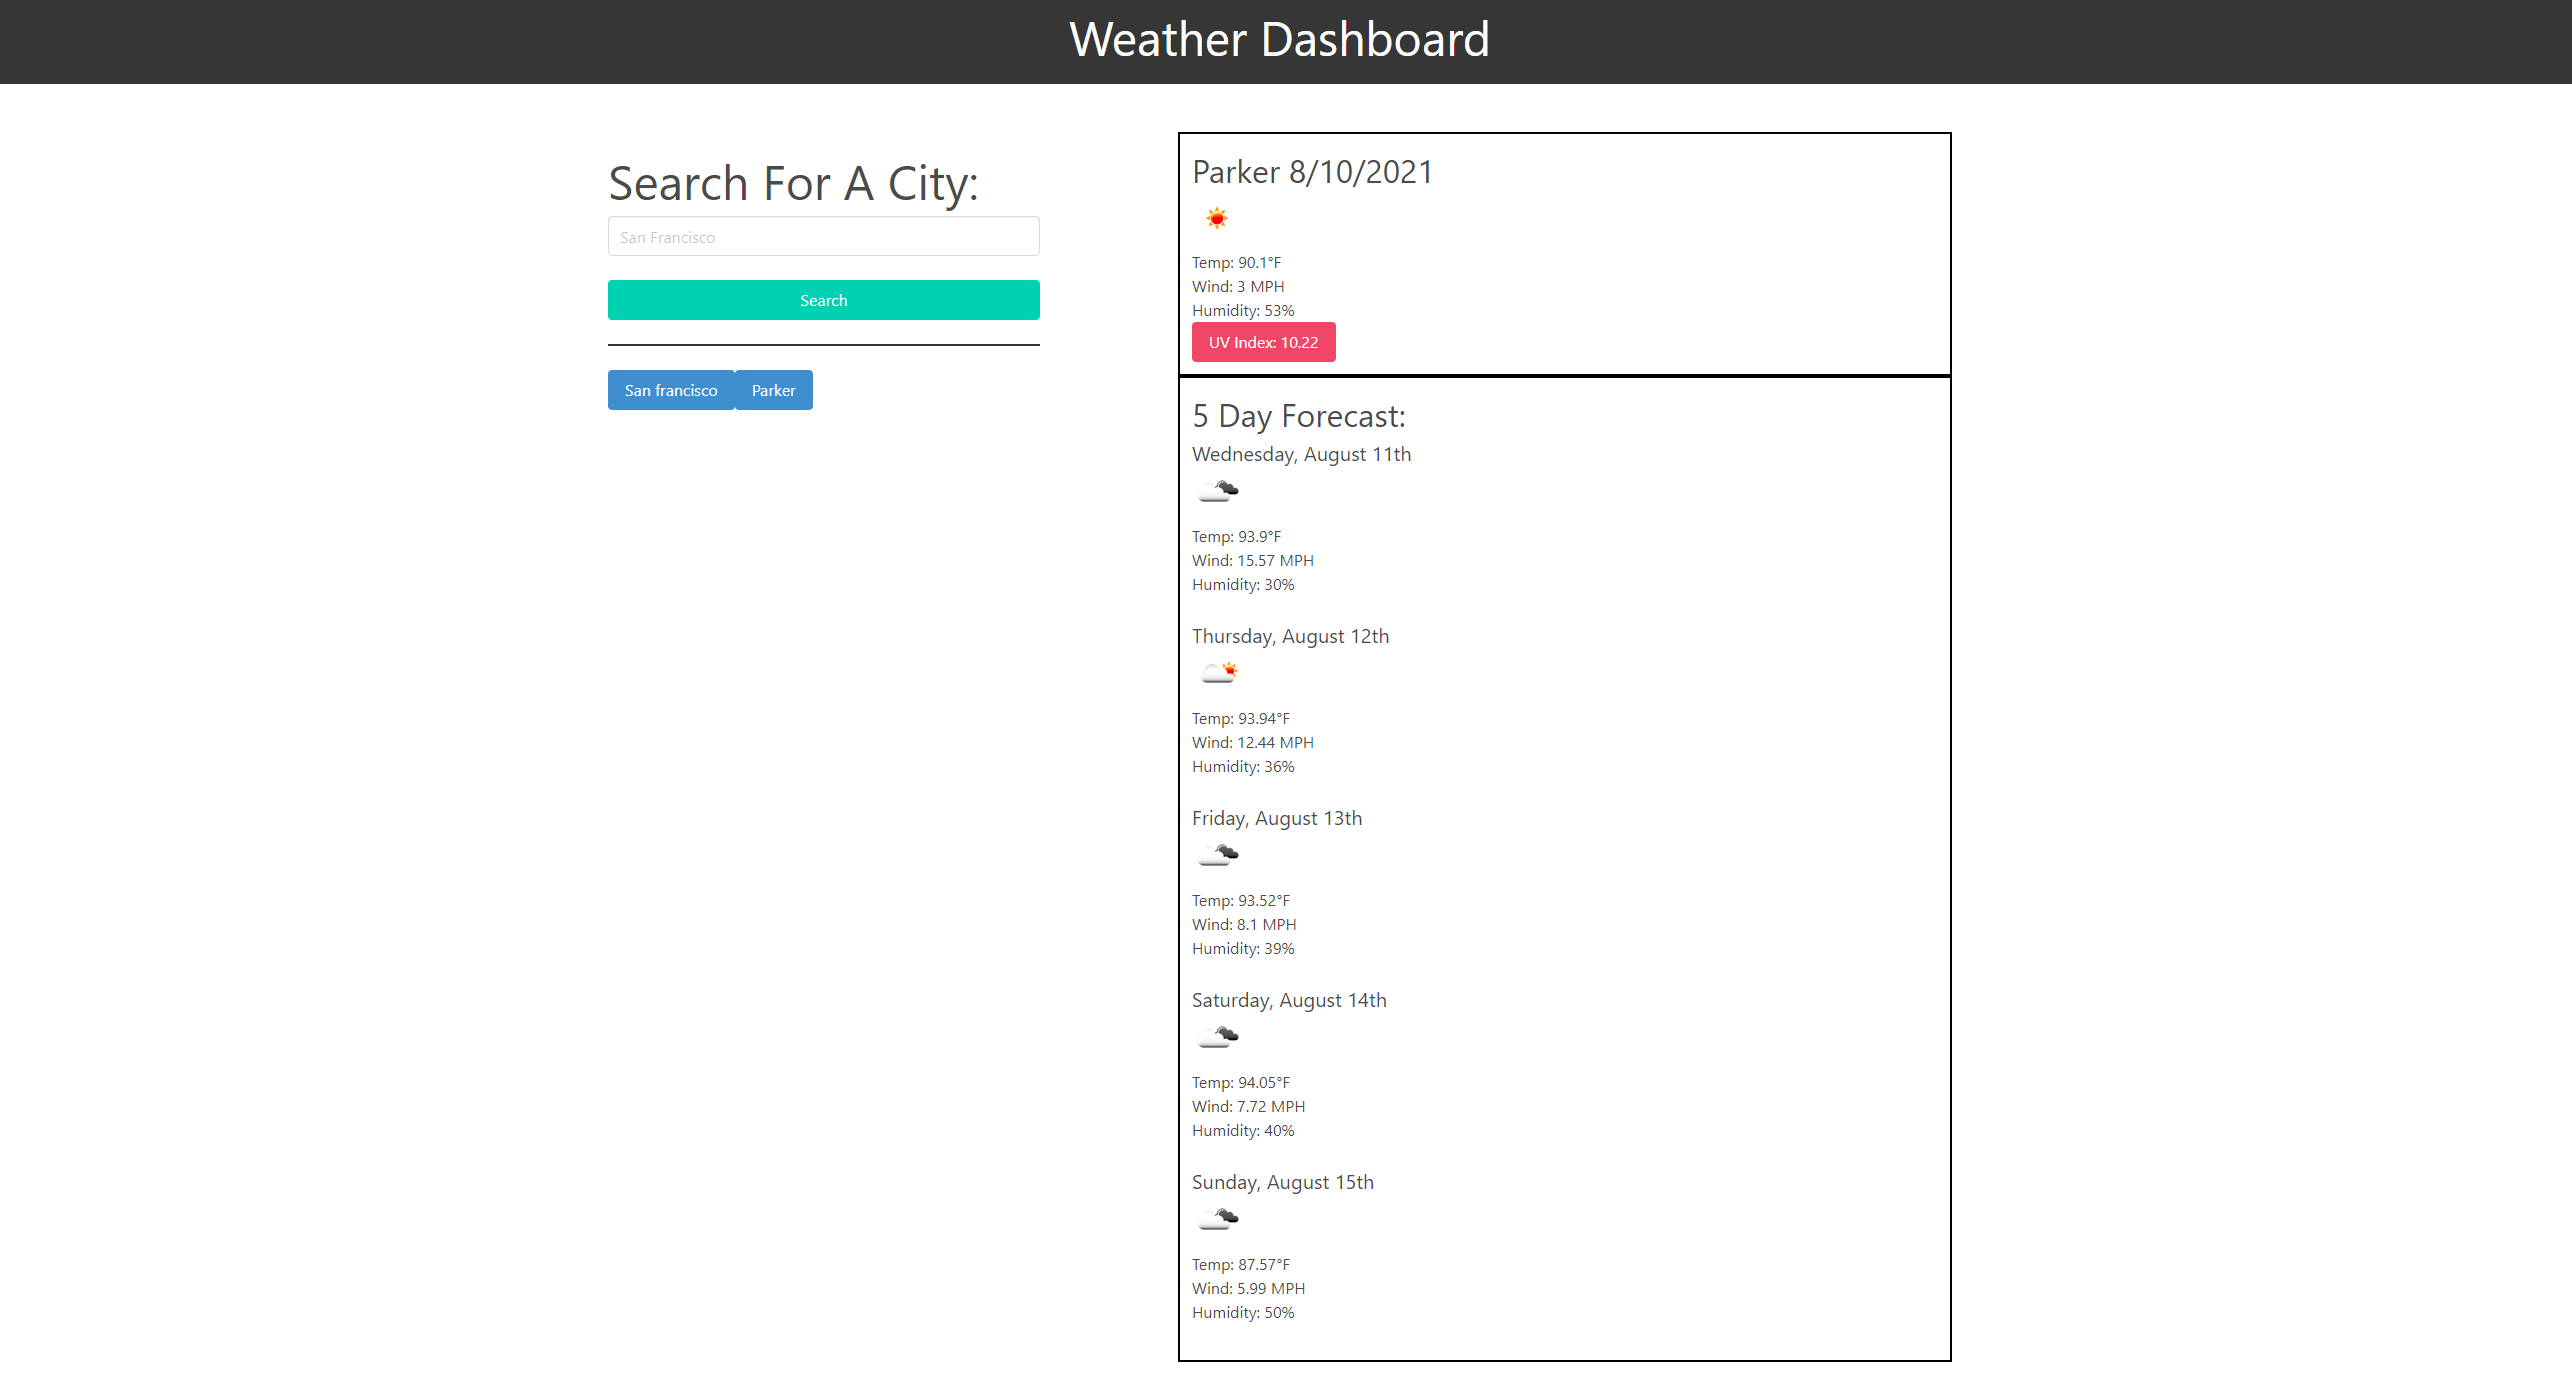 Weather Dashboard
Search For A City:
San Francisco
Search
San francisco
Parker
Parker 8/10/2021
Temp: 90.1°F
Wind: 3 MPH
Humidity: 53%
UV Index: 10.22
5 Day Forecast:
Wednesday, August 11th
Temp: 93.9°F
Wind: 15.57 MPH
Humidity: 30%
Thursday, August 12th
Temp: 93.94°F
Wind: 12.44 MPH
Humidity: 36%
Friday, August 13th
Temp: 93.52°F
Wind: 8.1 MPH
Humidity: 39%
Saturday, August 14th
Temp: 94.05°F
Wind: 7.72 MPH
Humidity: 40%
Sunday, August 15th
Temp: 87.57°F
Wind: 5.99 MPH
Humidity: 50%